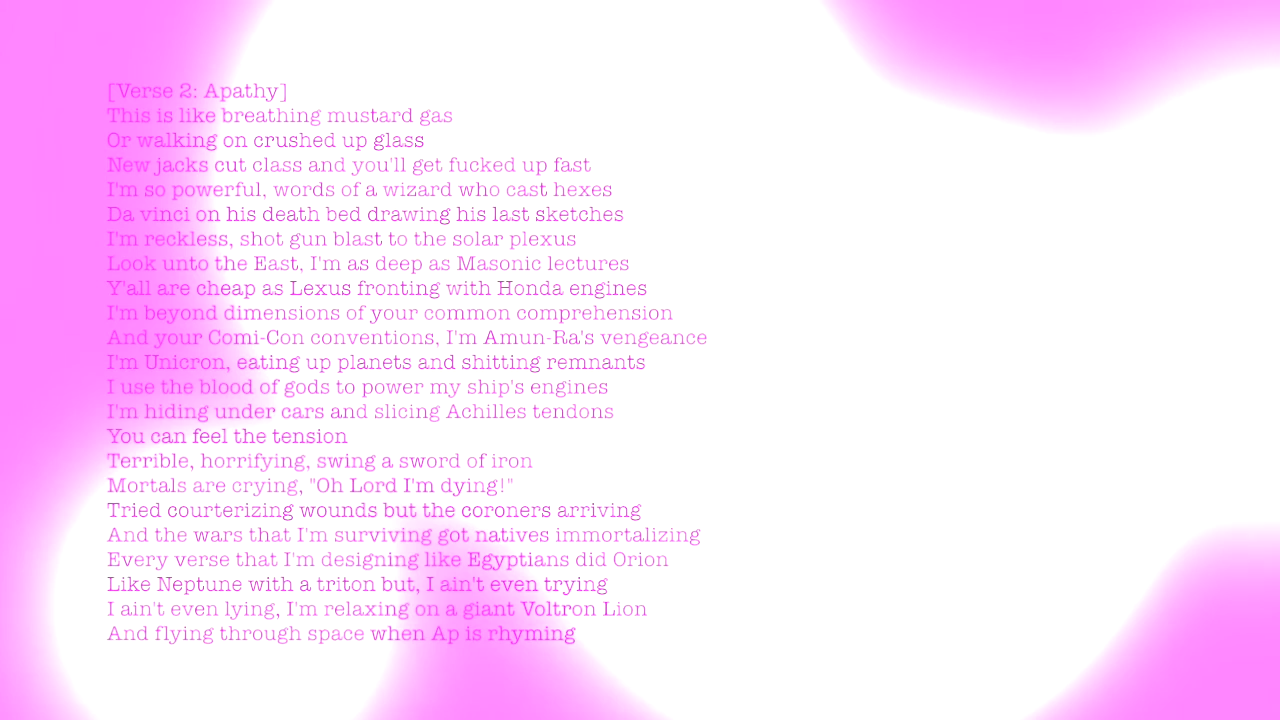 [Verse 2: Apathy]
This is like breathing mustard gas
Or walking on crushed up glass
New jacks cut class and you'll get fucked up fast
I'm so powerful, words of a wizard who cast hexes
Da vinci on his death bed drawing his last sketches
I'm reckless, shot gun blast to the solar plexus
Look unto the East, I'm as deep as Masonic lectures
Y'all are cheap as Lexus fronting with Honda engines
I'm beyond dimensions of your common comprehension
And your Comi-Con conventions, I'm Amun-Ra's vengeance
I'm Unicron, eating up planets and shitting remnants
I use the blood of gods to power my ship's engines
I'm hiding under cars and slicing Achilles tendons
You can feel the tension
Terrible, horrifying, swing a sword of iron
Mortals are crying, "Oh Lord I'm dying!"
Tried courterizing wounds but the coroners arriving
And the wars that I'm surviving got natives immortalizing
Every verse that I'm designing like Egyptians did Orion
Like Neptune with a triton but, I ain't even trying
I ain't even lying, I'm relaxing on a giant Voltron Lion
And flying through space when Ap is rhyming